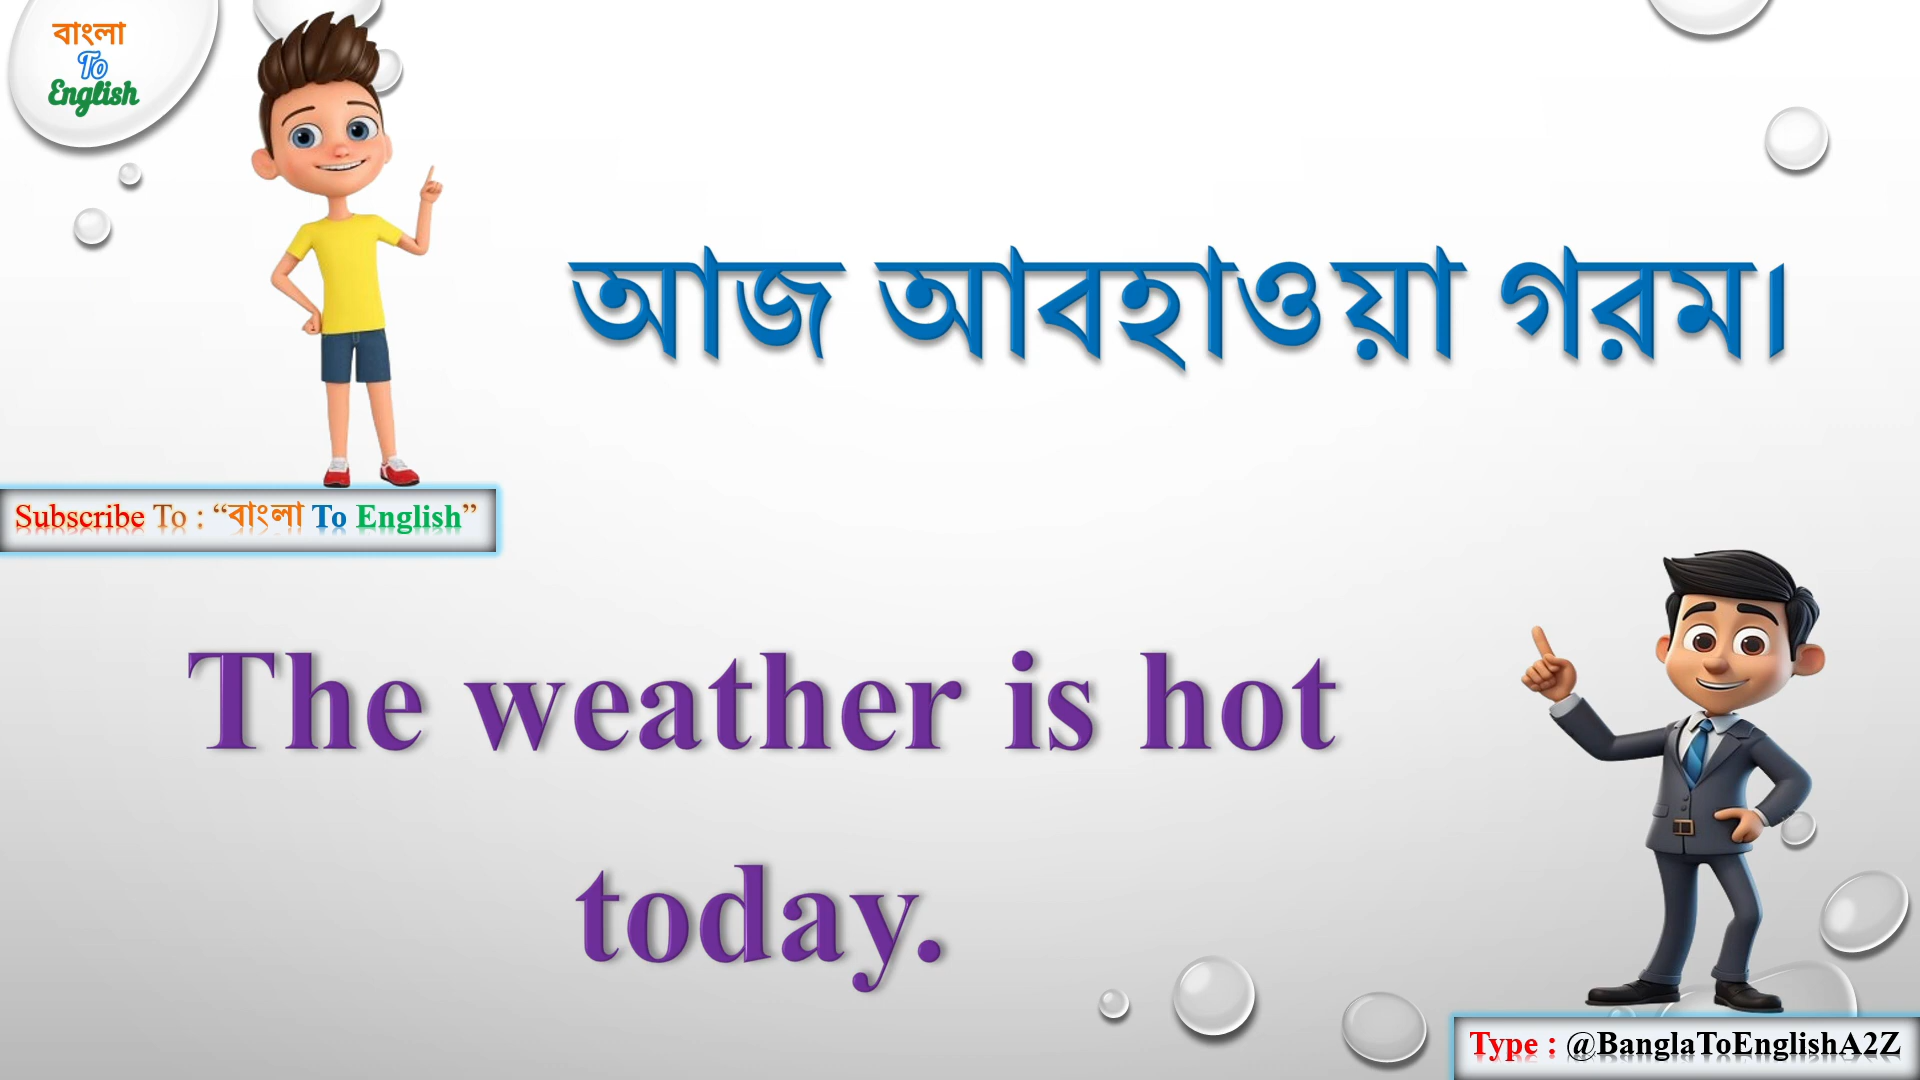 বাংলা
To
English
আজ আবহাওয়া গরম।
Subscribe To : “বাংলা To English”
The weather is hot
today.
Type : @BanglaToEnglishA2Z